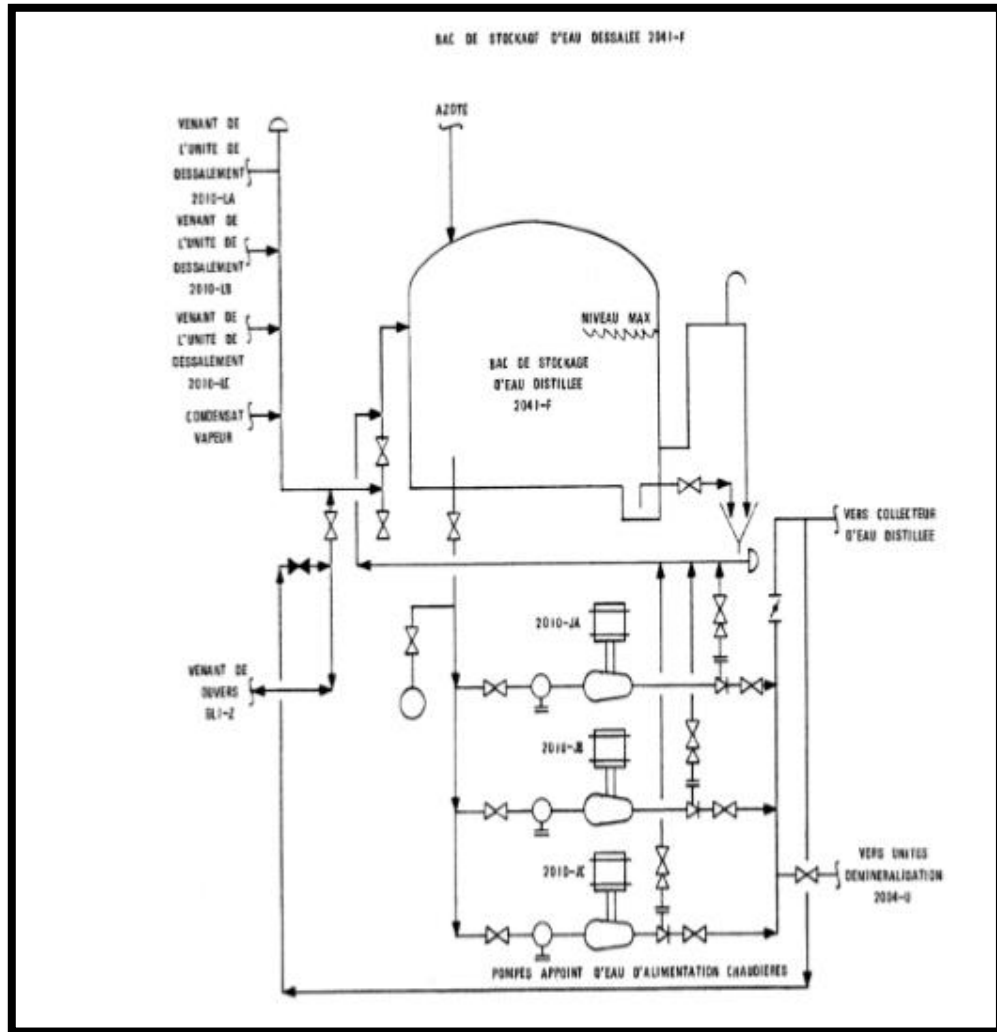 BAC DE STOCKAGE D'EAU DESSALEE 2041-F
AZOTE
VENANT DE
L'UNITE DE
DESSALEMENT
2010-LA
VENANT DE
L'UNITE DE
DESSALEMENT
2010-LB
VENANT DE
L'UNITE DE
DESSALEMENT
2010-LC
CONDENSAT
VAPEUR
NIVEAU MAX
BAC DE STOCKAGE
D'EAU DISTILLEE
2041-F
VERS COLLECTEUR
D'EAU DISTILLEE
2010-JA
VENANT DE
OUVERS
GL1-Z
2010-JB
2010-JC
VERS UNITES
DEMINERALISATION
2004-U
POMPES APPOINT D'EAU D'ALIMENTATION CHAUDIÈRES